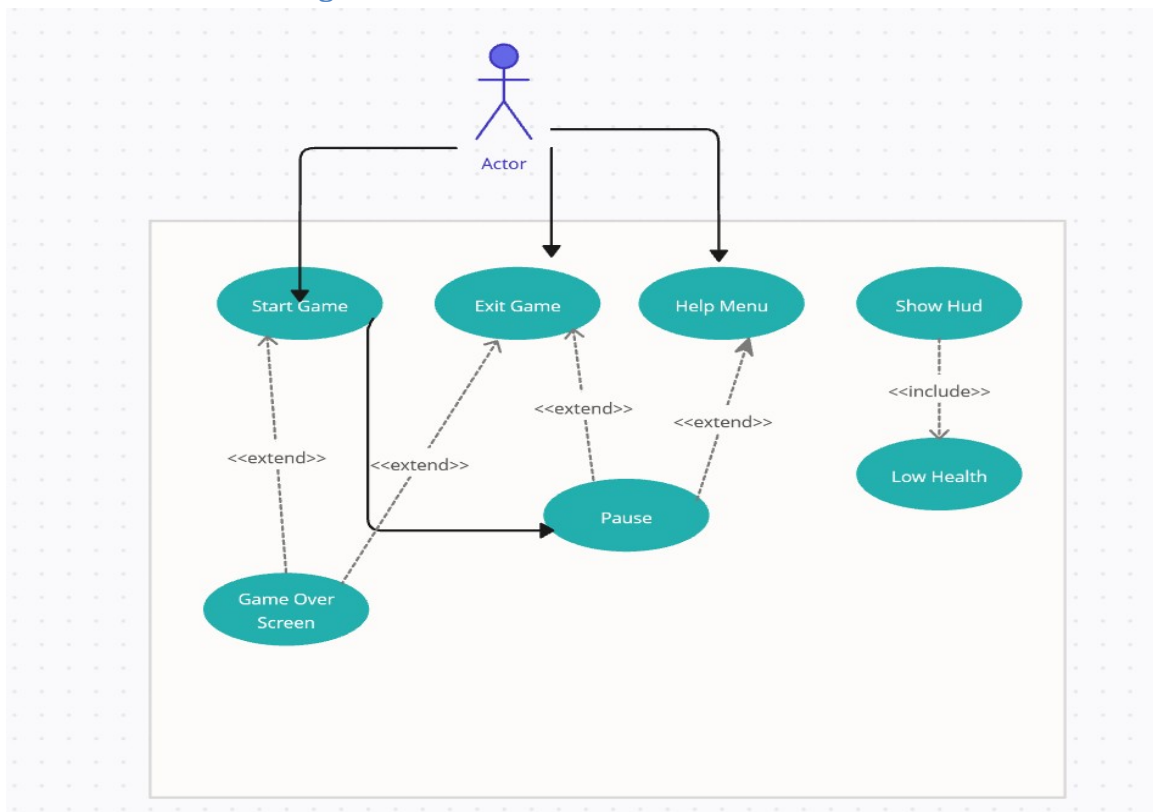 Actor
Start Game
Exit Game
Help Menu
Show Hud
<<include>>
<<extend>>
<<extend>>
<<extend>>
<<extend>>
Low Health
Pause
Game Over
Screen